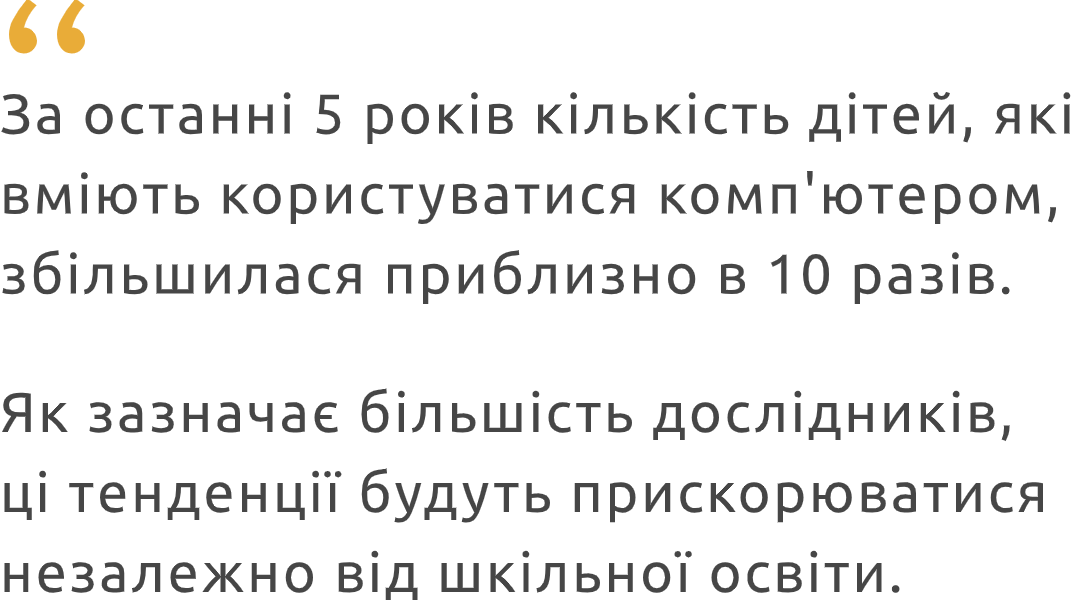 “
За останні 5 років кількість дітей, які
вміють користуватися комп'ютером,
збільшилася приблизно в 10 разів.
Як зазначає більшість дослідників,
ці тенденції будуть прискорюватися
незалежно від шкільної освіти.